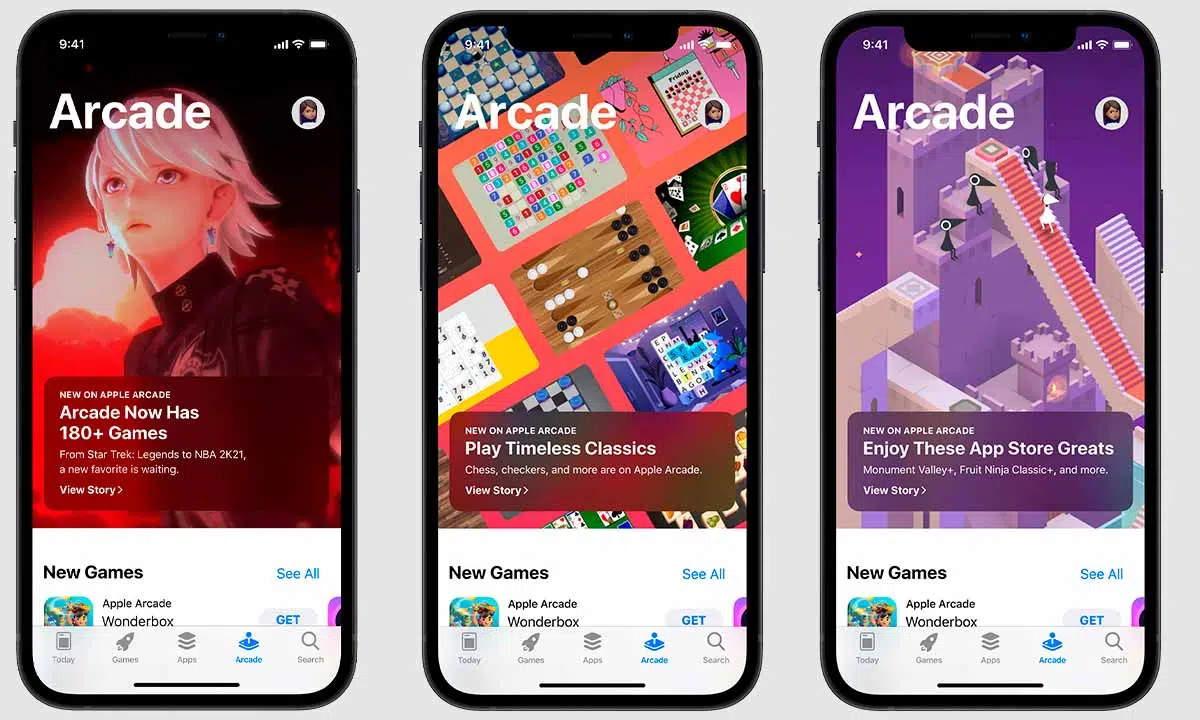 9:41
Arcade
NEW ON APPLE ARCADE
Arcade Now Has
180+ Games
From Star Trek: Legends to NBA 2K21,
a new favorite is waiting.
View Story
New Games
See All
Apple Arcade
Wonderbox
GET
Today
Games
Apps
Arcade
Search
9:41
Arcade
Friday
NEW ON APPLE ARCADE
Play Timeless Classics
Chess, checkers, and more are on Apple Arcade.
View Story
New Games
See All
Apple Arcade
Wonderbox
GET
Today
Games
Apps
Arcade
Search
9:41
Arcade
NEW ON APPLE ARCADE
Enjoy These App Store Greats
Monument Valley+, Fruit Ninja Classic+, and more.
View Story
New Games
See All
Apple Arcade
Wonderbox
GET
Today
Games
Apps
Arcade
Search